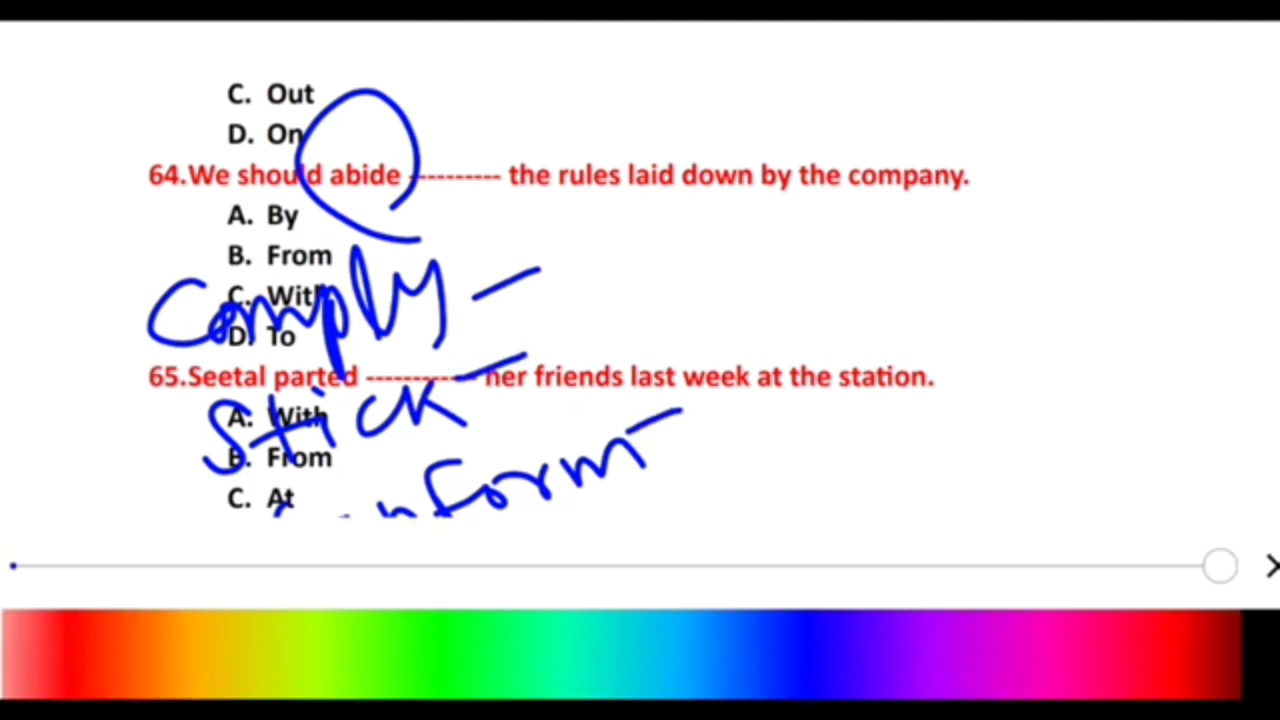 C. Out
D. On
64.We should abide ---------- the rules laid down by the company.
A. By
B. From
C. With
Comply -
D. To
65.Seetal parted ------------ her friends last week at the station.
A. With
Stick -
B. From
C. At